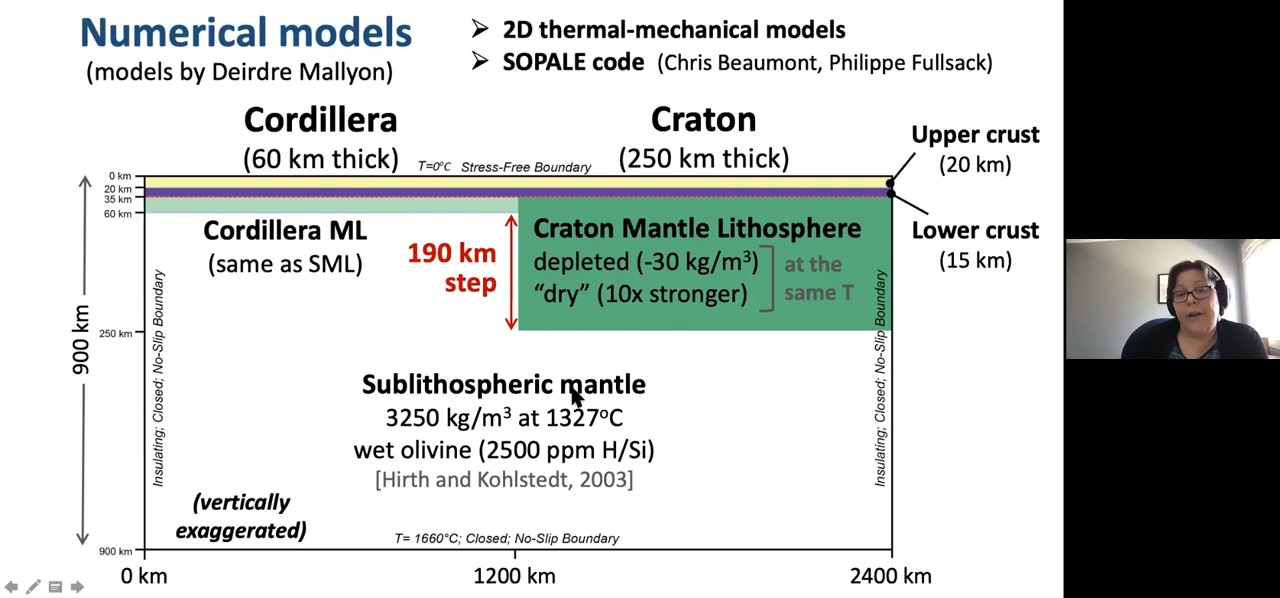 Numerical models
(models by Deirdre Mallyon)
➢ 2D thermal-mechanical models
➢ SOPALE code (Chris Beaumont, Philippe Fullsack)
Cordillera
(60 km thick)
Craton
(250 km thick)
T=0°C Stress-Free Boundary
Upper crust
(20 km)
Lower crust
(15 km)
0 km
20 km
35 km
60 km
250 km
900 km
900 km
Insulating; Closed; No-Slip Boundary
Cordillera ML
(same as SML)
190 km
step
Craton Mantle Lithosphere
depleted (-30 kg/m³)
“dry” (10x stronger)
at the
same T
Insulating; Closed; No-Slip Boundary
Sublithospheric mantle
3250 kg/m³ at 1327°C
wet olivine (2500 ppm H/Si)
[Hirth and Kohlstedt, 2003]
(vertically
exaggerated)
T= 1660°C; Closed; No-Slip Boundary
0 km
1200 km
2400 km